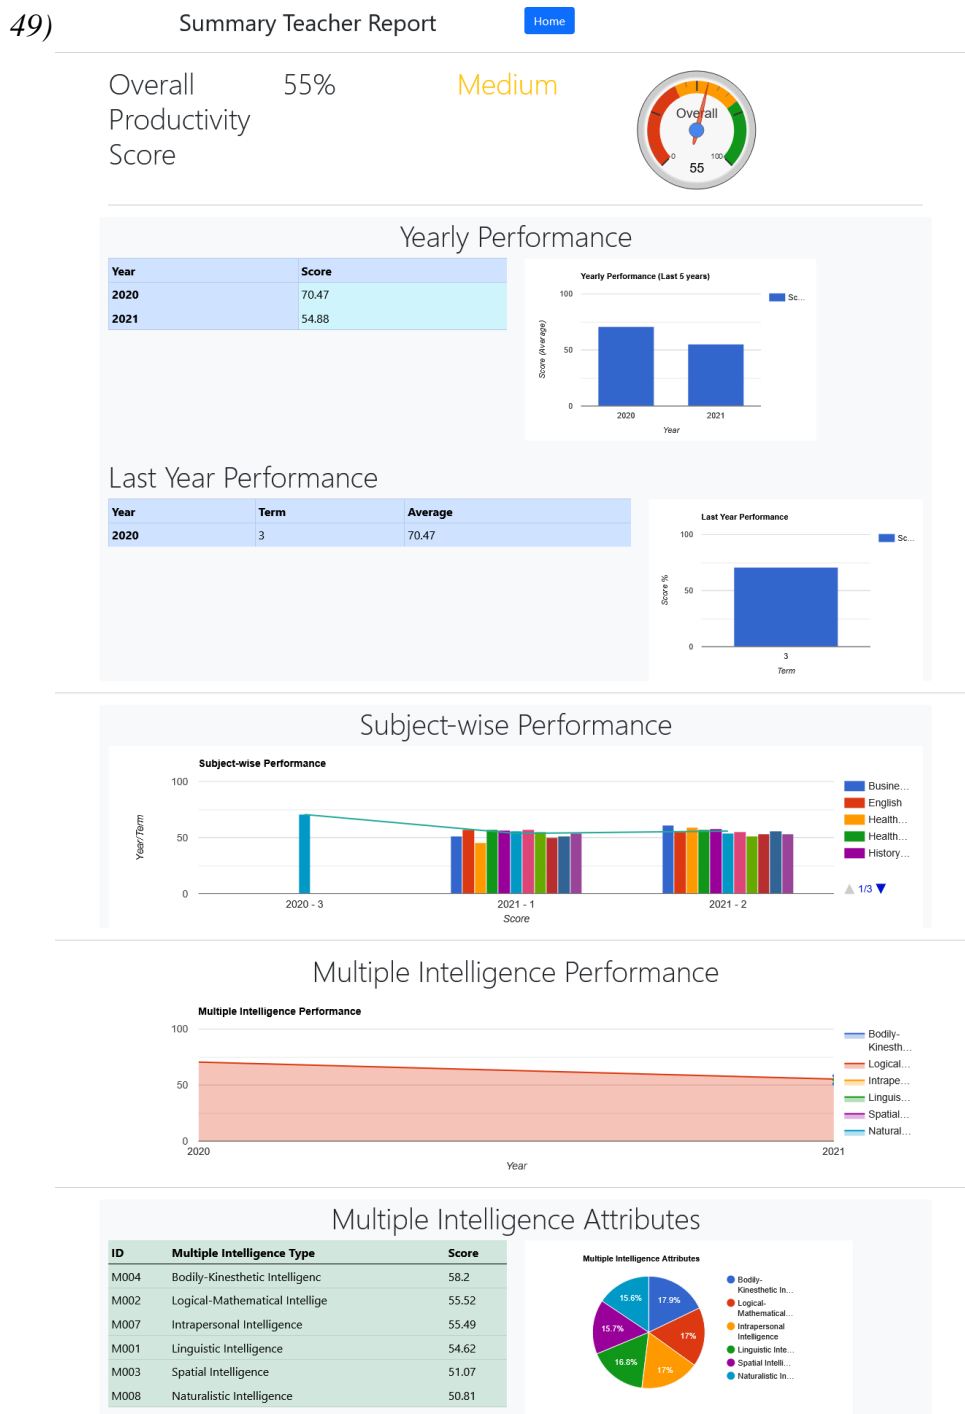 49)
Summary Teacher Report
Home
Overall Productivity Score
55%
Medium
Overall
0
100
55
Yearly Performance
Year Score
2020 70.47
2021 54.88
Yearly Performance (Last 5 years)
100
50
0
Score (Average)
2020 2021
Year
Sc...
Last Year Performance
Year Term Average
2020 3 70.47
Last Year Performance
100
50
0
Score %
3
Term
Sc...
Subject-wise Performance
Subject-wise Performance
100
50
0
Year/Term
2020 - 3 2021 - 1 2021 - 2
Score
Busine...
English
Health...
Health...
History...
1/3
Multiple Intelligence Performance
Multiple Intelligence Performance
100
50
0
2020 2021
Year
Bodily-
Kinesth...
Logical...
Intrape...
Linguis...
Spatial...
Natural...
Multiple Intelligence Attributes
ID Multiple Intelligence Type Score
M004 Bodily-Kinesthetic Intelligenc 58.2
M002 Logical-Mathematical Intellige 55.52
M007 Intrapersonal Intelligence 55.49
M001 Linguistic Intelligence 54.62
M003 Spatial Intelligence 51.07
M008 Naturalistic Intelligence 50.81
Multiple Intelligence Attributes
15.6%
17.9%
15.7%
17%
16.8%
17%
Bodily-
Kinesthetic In...
Logical-
Mathematical...
Intrapersonal
Intelligence
Linguistic Inte...
Spatial Intelli...
Naturalistic In...